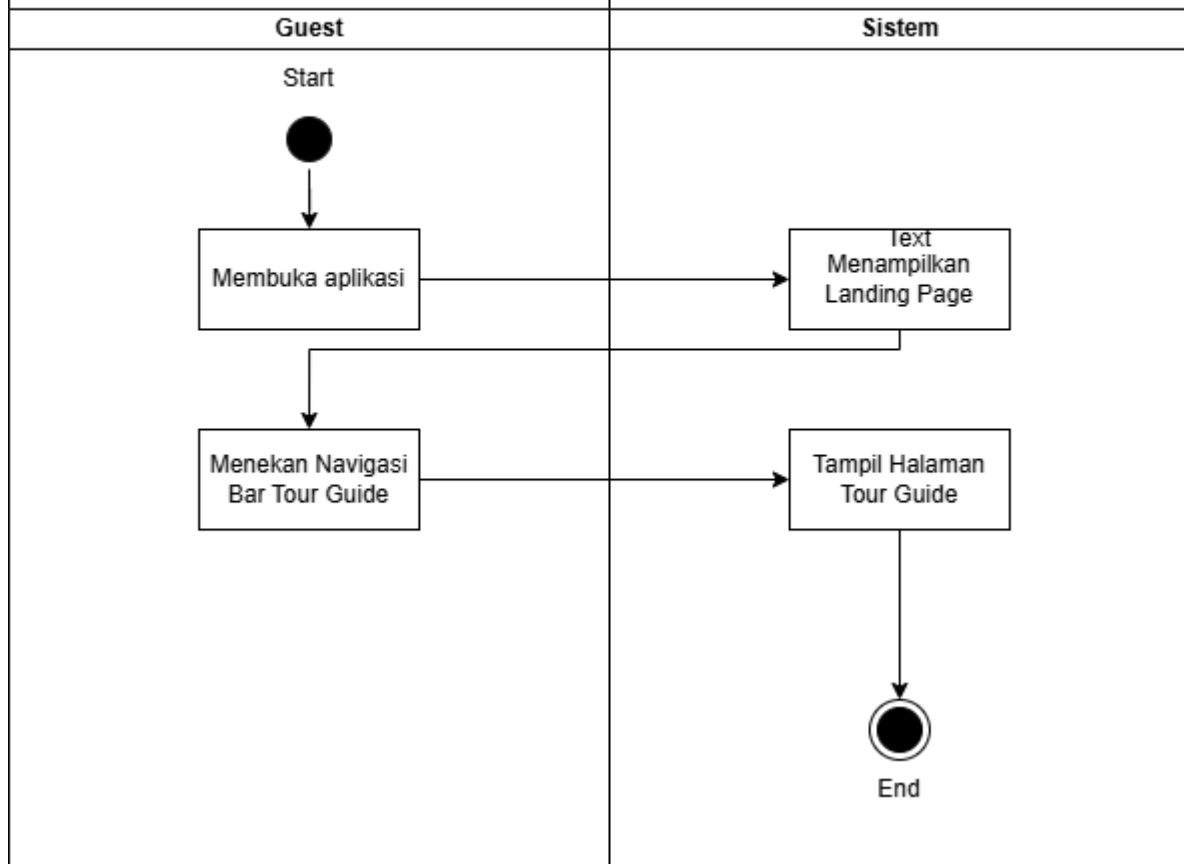 Guest
Sistem
Start
Membuka aplikasi
Text
Menampilkan
Landing Page
Menekan Navigasi
Bar Tour Guide
Tampil Halaman
Tour Guide
End